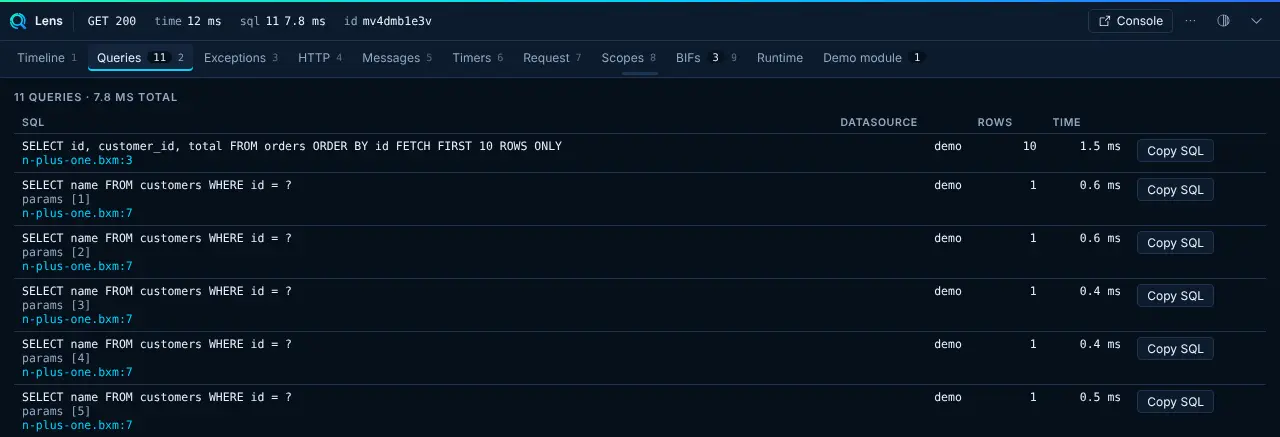 Lens GET 200 time 12 ms sql 11 7.8 ms id mv4dmb1e3v Console ...
Timeline 1 Queries 11 2 Exceptions 3 HTTP 4 Messages 5 Timers 6 Request 7 Scopes 8 BIFs 3 9 Runtime Demo module 1
11 QUERIES · 7.8 MS TOTAL
SQL DATASOURCE ROWS TIME
SELECT id, customer_id, total FROM orders ORDER BY id FETCH FIRST 10 ROWS ONLY demo 10 1.5 ms Copy SQL
n-plus-one.bxm:3
SELECT name FROM customers WHERE id = ? demo 1 0.6 ms Copy SQL
params [1]
n-plus-one.bxm:7
SELECT name FROM customers WHERE id = ? demo 1 0.6 ms Copy SQL
params [2]
n-plus-one.bxm:7
SELECT name FROM customers WHERE id = ? demo 1 0.4 ms Copy SQL
params [3]
n-plus-one.bxm:7
SELECT name FROM customers WHERE id = ? demo 1 0.4 ms Copy SQL
params [4]
n-plus-one.bxm:7
SELECT name FROM customers WHERE id = ? demo 1 0.5 ms Copy SQL
params [5]
n-plus-one.bxm:7